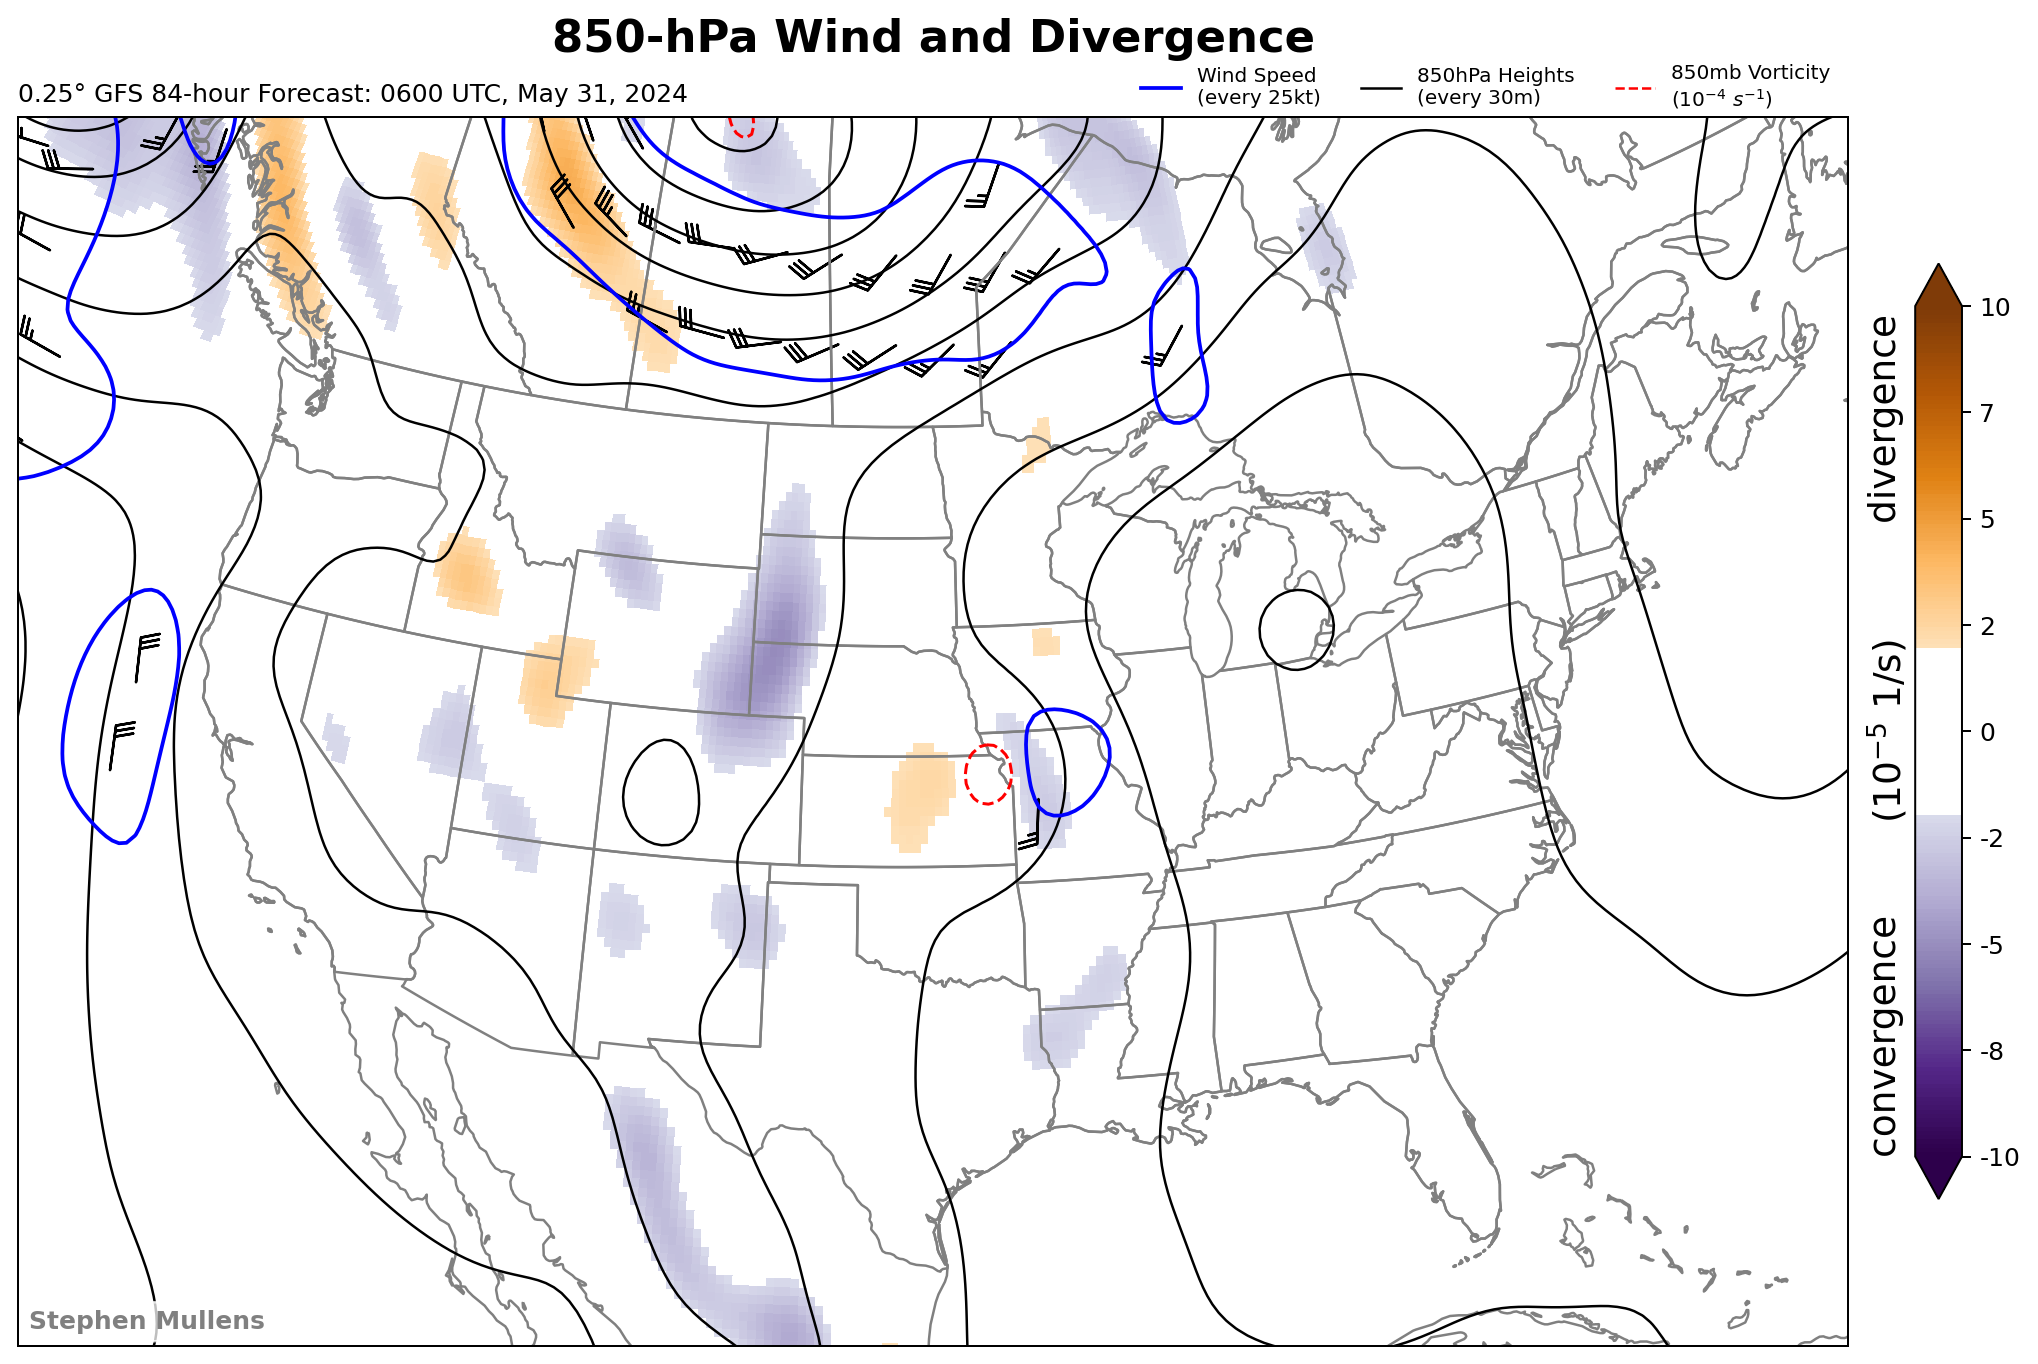 850-hPa Wind and Divergence
0.25° GFS 84-hour Forecast: 0600 UTC, May 31, 2024
Wind Speed
(every 25kt)
850hPa Heights
(every 30m)
850mb Vorticity
(10⁻⁴ s⁻¹)
10
7
5
2
0
-2
-5
-8
-10
convergence (10⁻⁵ 1/s) divergence
Stephen Mullens